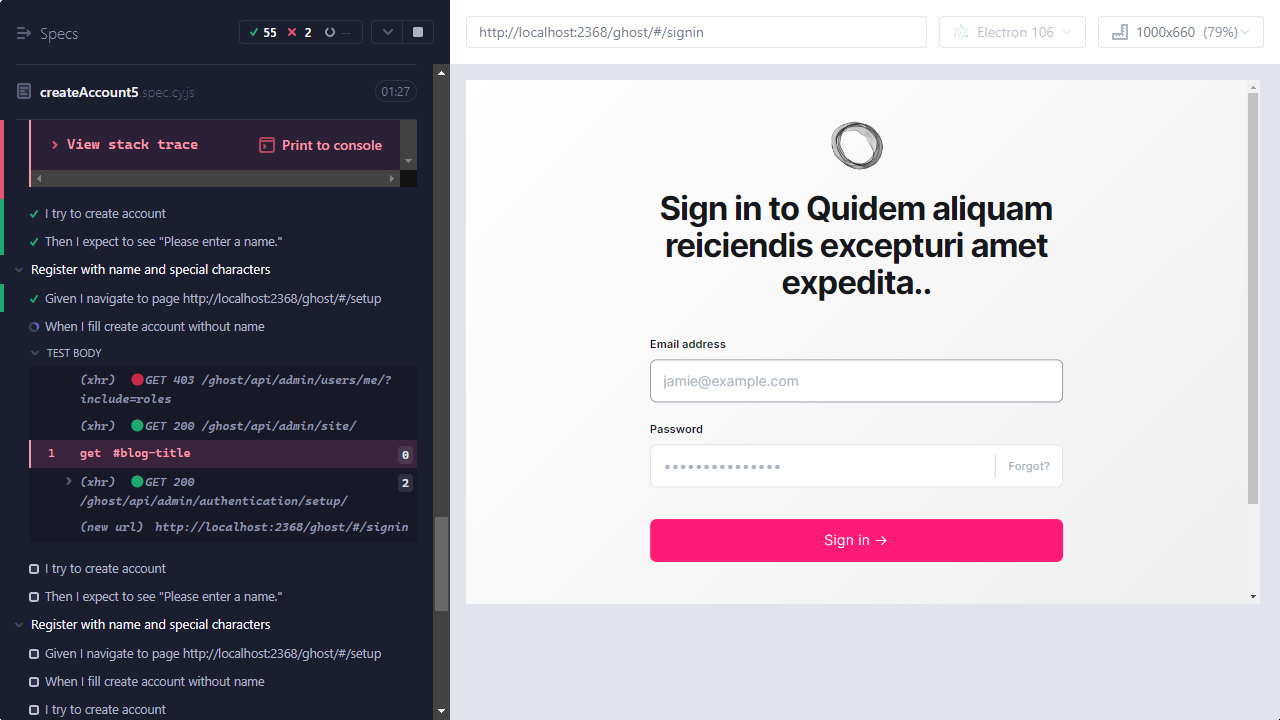 Specs
55 2 --
createAccount5.spec.cy.js
01:27
View stack trace
Print to console
I try to create account
Then I expect to see "Please enter a name."
Register with name and special characters
Given I navigate to page http://localhost:2368/ghost/#/setup
When I fill create account without name
TEST BODY
(xhr) GET 403 /ghost/api/admin/users/me/?
include=roles
(xhr) GET 200 /ghost/api/admin/site/
1 get #blog-title 0
(xhr) GET 200 2
/ghost/api/admin/authentication/setup/
(new url) http://localhost:2368/ghost/#/signin
I try to create account
Then I expect to see "Please enter a name."
Register with name and special characters
Given I navigate to page http://localhost:2368/ghost/#/setup
When I fill create account without name
I try to create account
http://localhost:2368/ghost/#/signin
Electron 106
1000x660 (79%)
Sign in to Quidem aliquam
reiciendis excepturi amet
expedita..
Email address
jamie@example.com
Password
•••••••••••••••
Forgot?
Sign in →